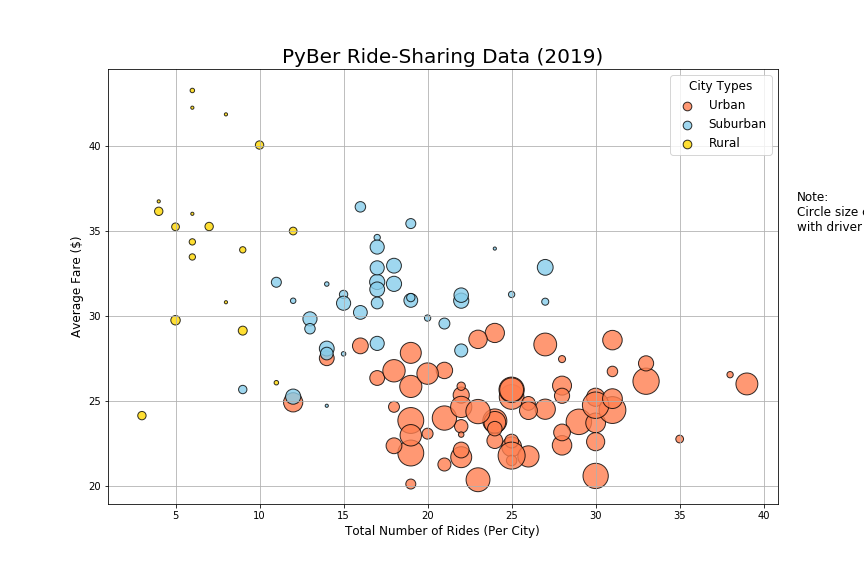 PyBer Ride-Sharing Data (2019)
City Types
Urban
Suburban
Rural
Note:
Circle size
with driver
Average Fare ($)
40
35
30
25
20
5
10
15
20
25
30
35
40
Total Number of Rides (Per City)